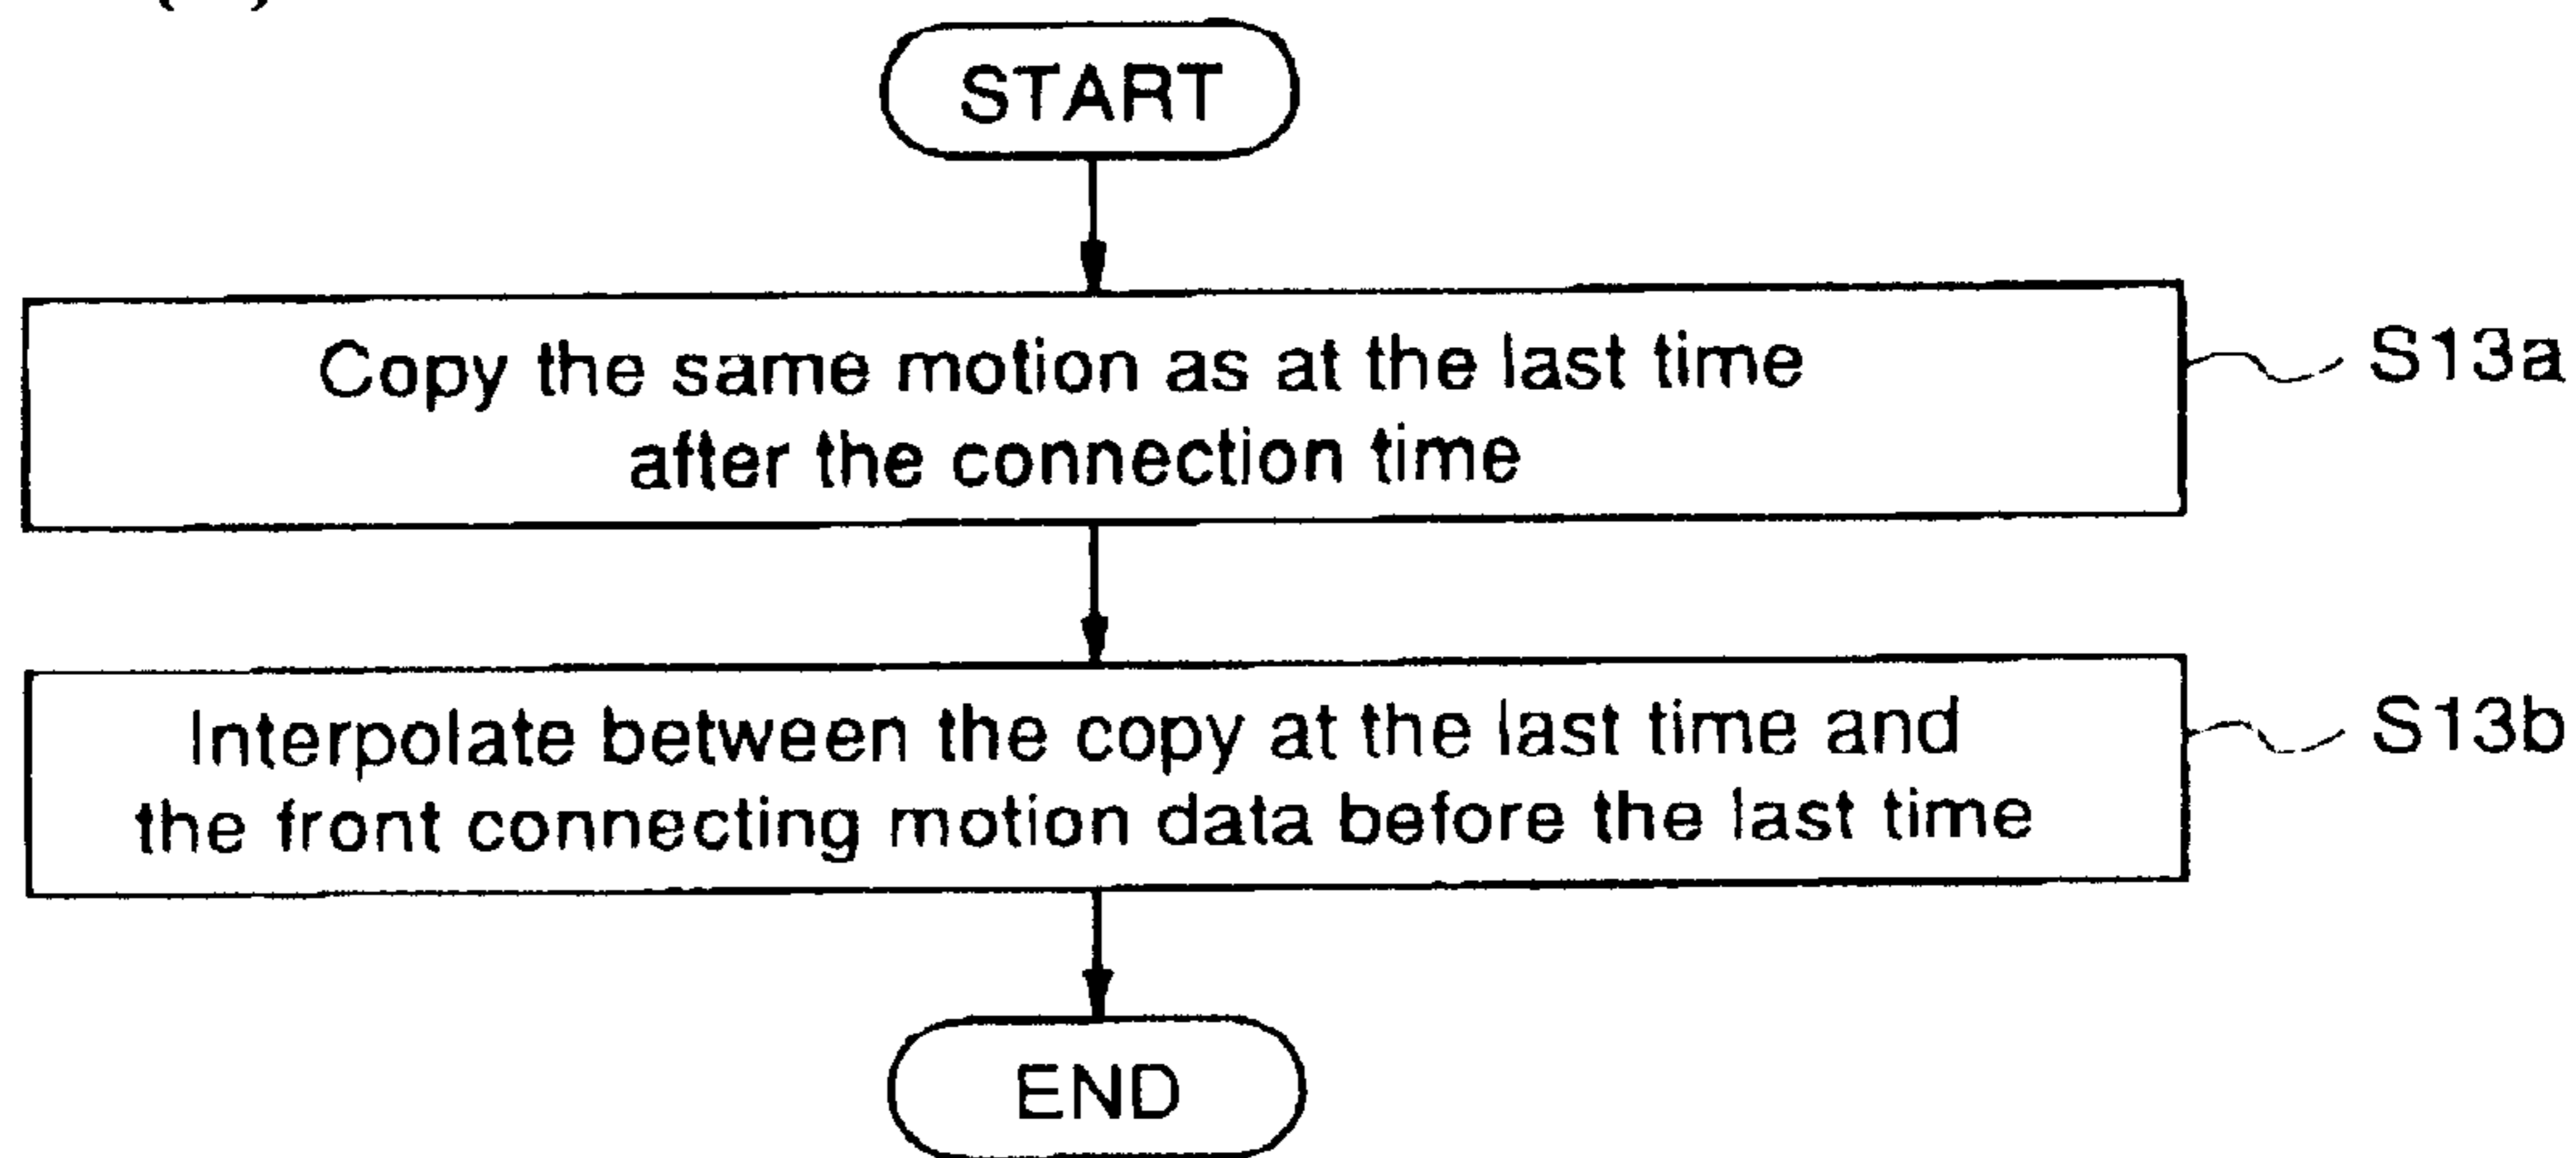 START
Copy the same motion as at the last time
after the connection time
S13a
Interpolate between the copy at the last time and
the front connecting motion data before the last time
S13b
END